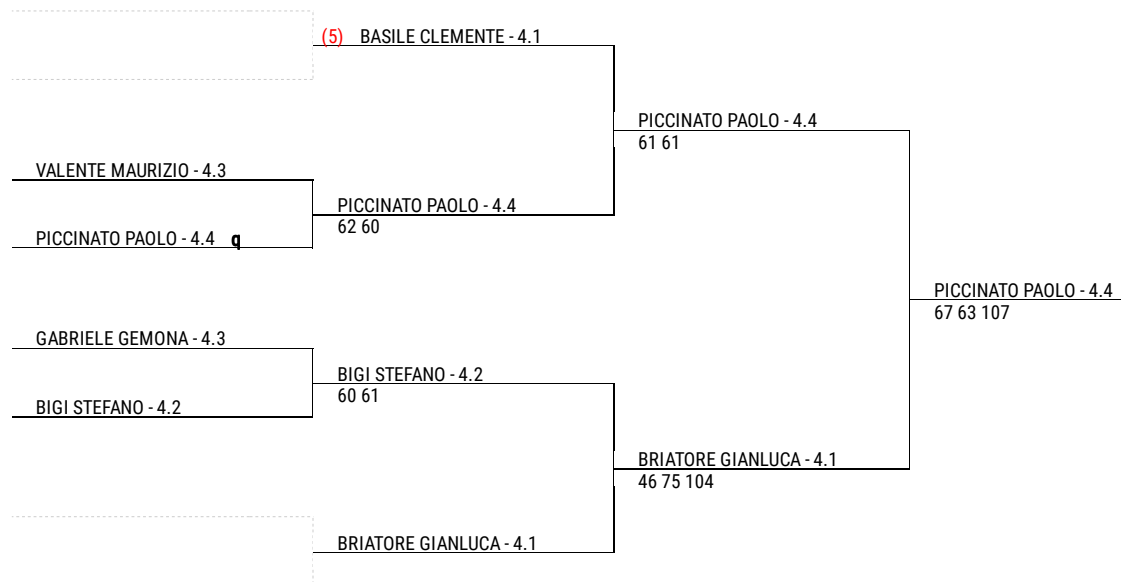 (5) BASILE CLEMENTE - 4.1
PICCINATO PAOLO - 4.4
61 61
VALENTE MAURIZIO - 4.3
PICCINATO PAOLO - 4.4
62 60
PICCINATO PAOLO - 4.4 q
PICCINATO PAOLO - 4.4
67 63 107
GABRIELE GEMONA - 4.3
BIGI STEFANO - 4.2
60 61
BIGI STEFANO - 4.2
BRIATORE GIANLUCA - 4.1
46 75 104
BRIATORE GIANLUCA - 4.1